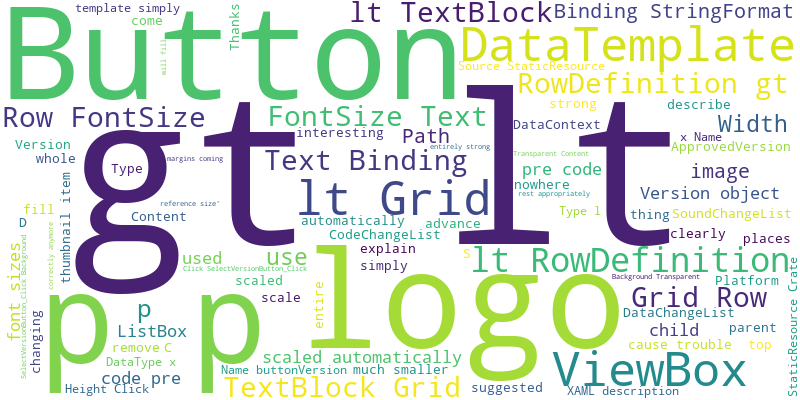 template simply
come
Thanks
lt TextBlock
Binding StringFormat
Button
will fill
DataTemplate
Source StaticResource
RowDefinition gt
Row FontSize
FontSize Text
strong
describe
gt
lt
interesting
Path
DataContext
Width
Version
whole
Type
margins coming
Text Binding
entirely strong
x Name
ApprovedVersion
Transparent Content
pre code
nowhere
image
thumbnail item
reference size"
lt Grid
rest appropriately
Version object
fill
Content
automatically
advance
Type 1
thing
SoundChangeList
D
CodeChangeList
clearly
places
correctly anymore
used
use
explain
S
lt RowDefinition
font sizes
Click SelectVersionButton_Click
simply
Platform
SelectVersionButton_Click Background
scaled
Background Transparent
StaticResource Crate
p p
logo
entire
scale
Grid Row
p
DataChangeList
ListBox
child
parent
changing
remove
C
scaled automatically
cause trouble
top
DataType x
Name buttonVersion
much smaller
ViewBox
code pre
Height Click
TextBlock Grid
suggested
XAML description